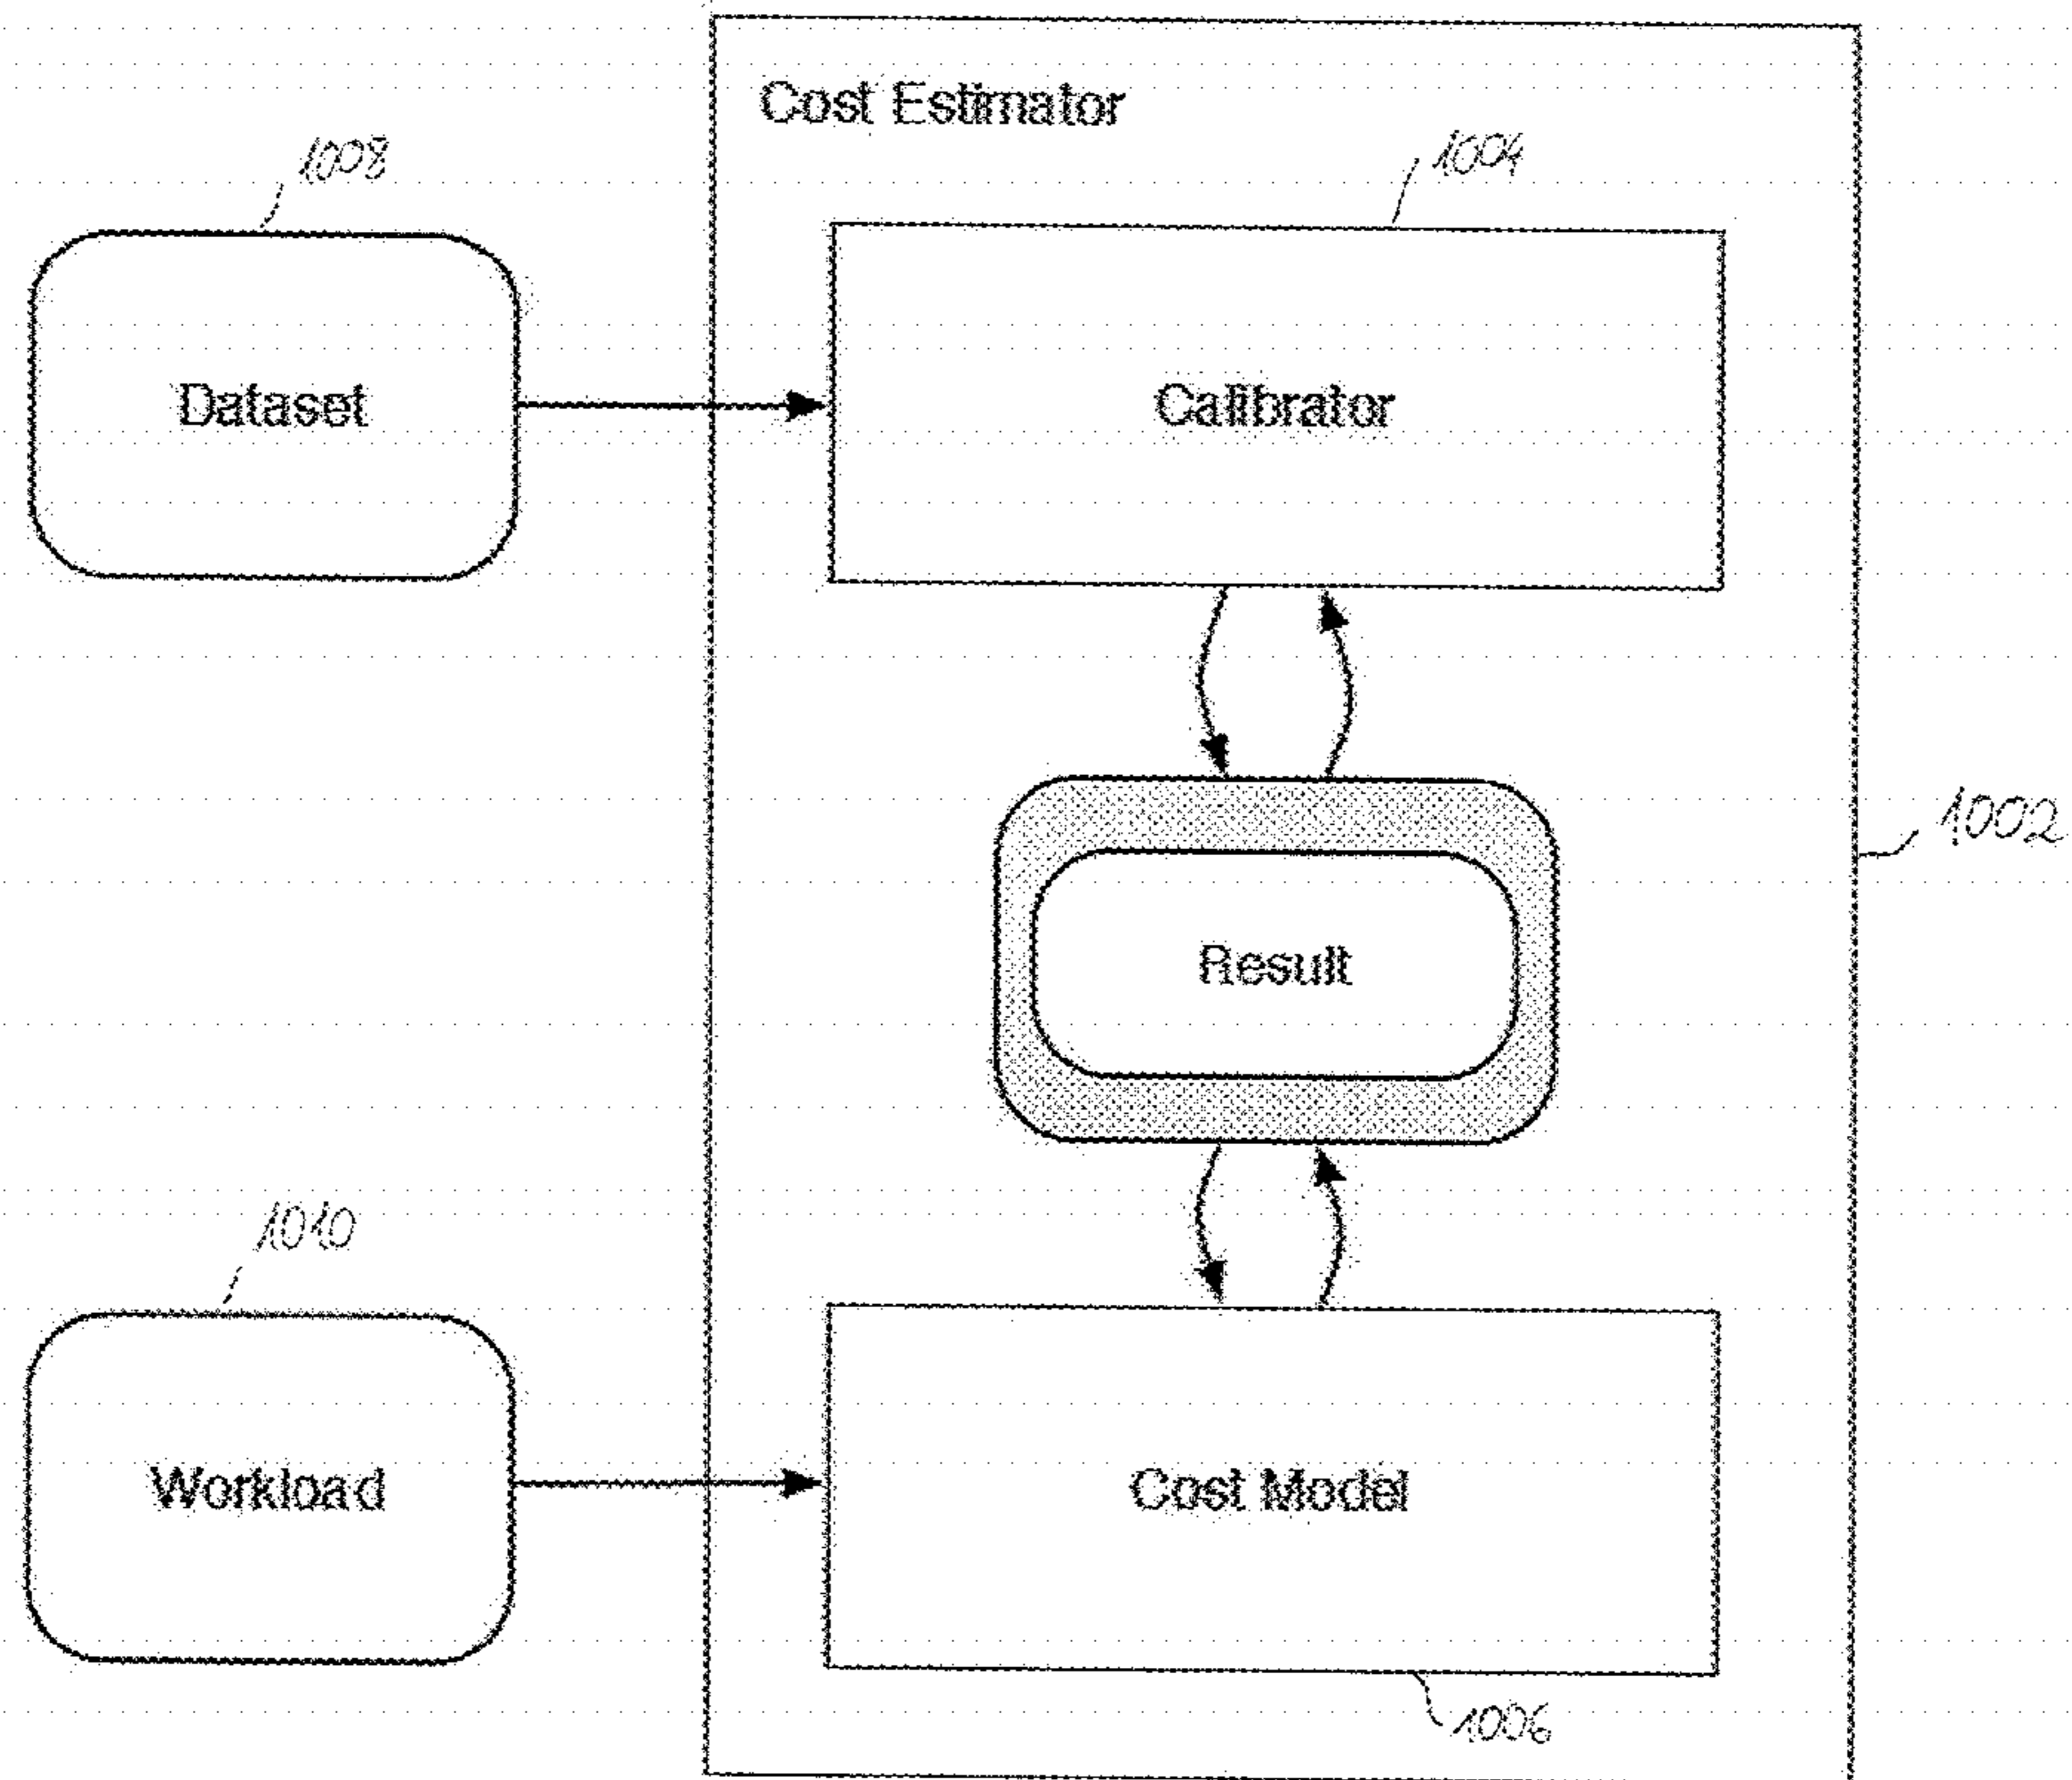 Cost Estimator
1008
1004
Dataset
Calibrator
1002
Result
1010
Workload
Cost Model
1006